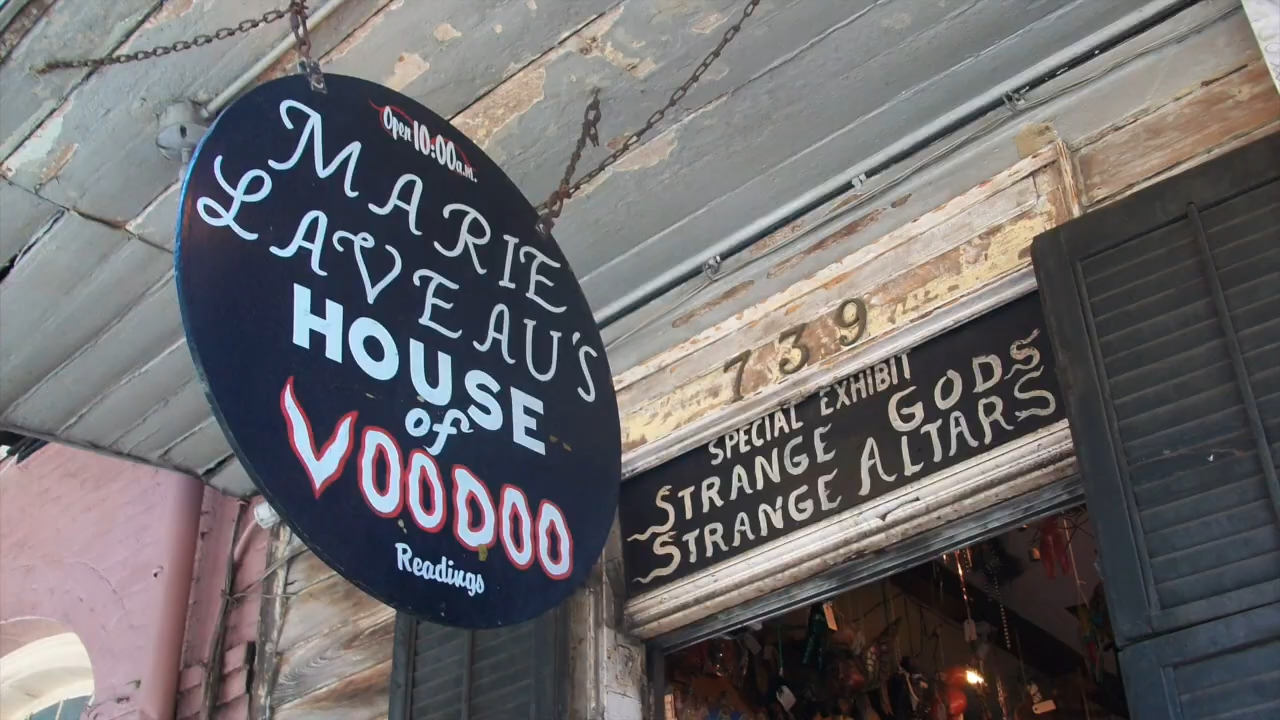 Open 10:00 a.m.
MARIE
LAVEAU'S
HOUSE
of
VOODOO
Readings
739
SPECIAL EXHIBIT
STRANGE GODS
STRANGE ALTARS